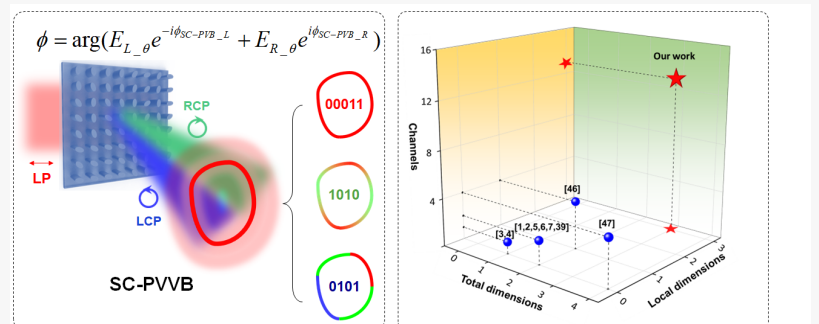 ϕ = arg(E_{L_θ}e^{-iϕ_{SC-PVB_L}} + E_{R_θ}e^{iϕ_{SC-PVB_R}})
RCP
LP
LCP
SC-PVVB
00011
1010
0101
16
12
8
4
Channels
Our work
[46]
[47]
[1,2,5,6,7,39]
[3,4]
0
1
2
3
4
Total dimensions
0
1
2
3
Local dimensions